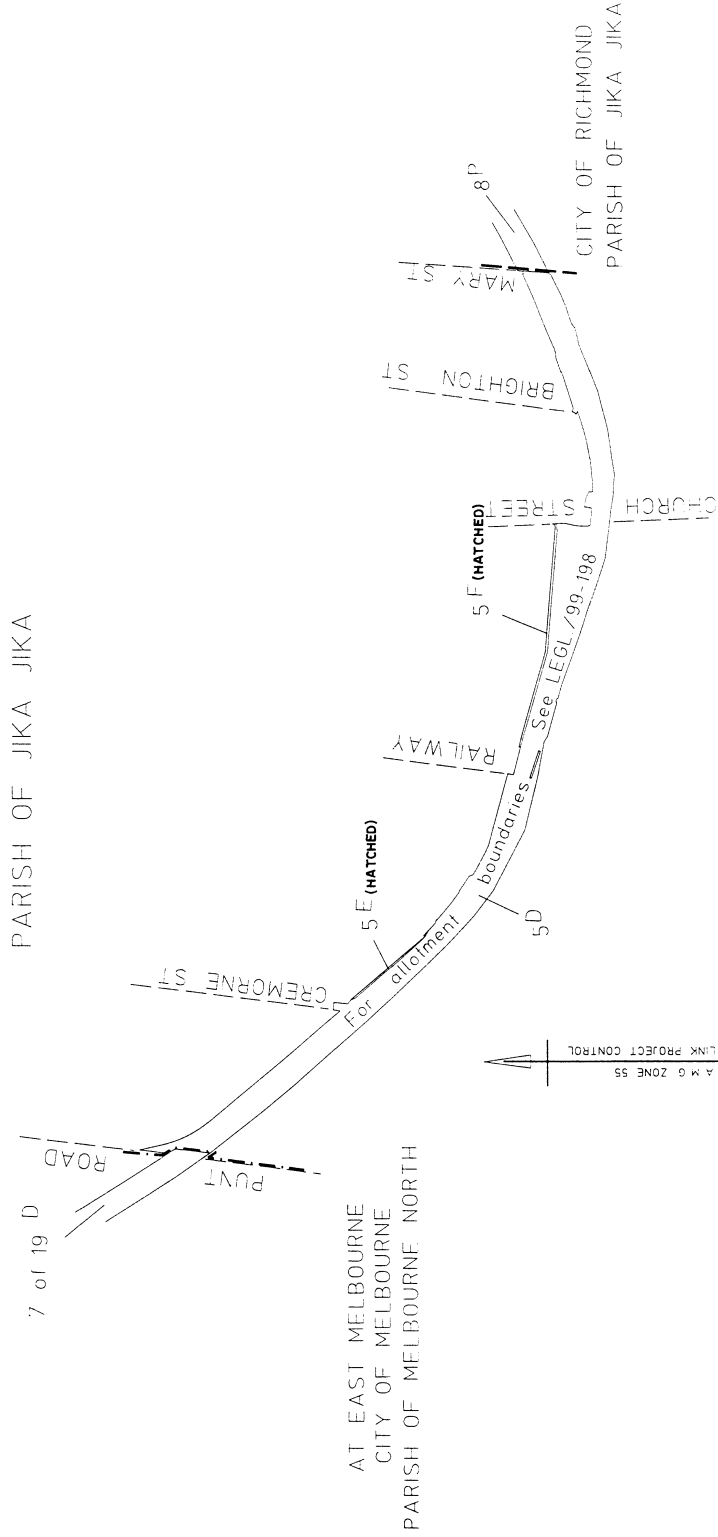 PARISH OF JIKA JIKA
7 of 19 D
ROAD
PUNT
AT EAST MELBOURNE
CITY OF MELBOURNE
PARISH OF MELBOURNE NORTH
CREMORNE ST
5E (HATCHED)
RAILWAY
5F (HATCHED)
CHURCH STREET
BRIGHTON ST
MARY ST.
8P
CITY OF RICHMOND
PARISH OF JIKA JIKA
For allotment boundaries See LEGL./99-198
5D
A M G ZONE 55
LINK PROJECT CONTROL